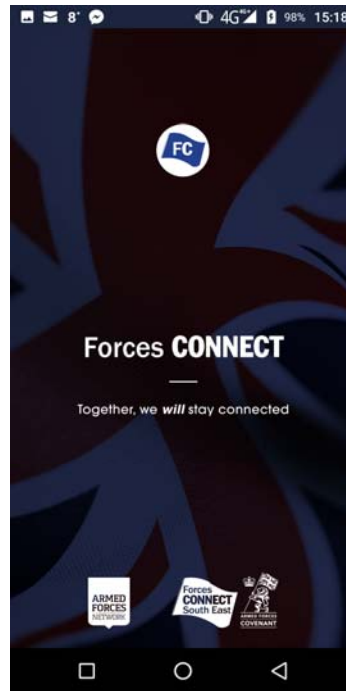 8° 4G 4G+ 98% 15:18
FC
Forces CONNECT
Together, we will stay connected
ARMED
FORCES
NETWORK
Forces
CONNECT
South East
ARMED FORCES
COVENANT